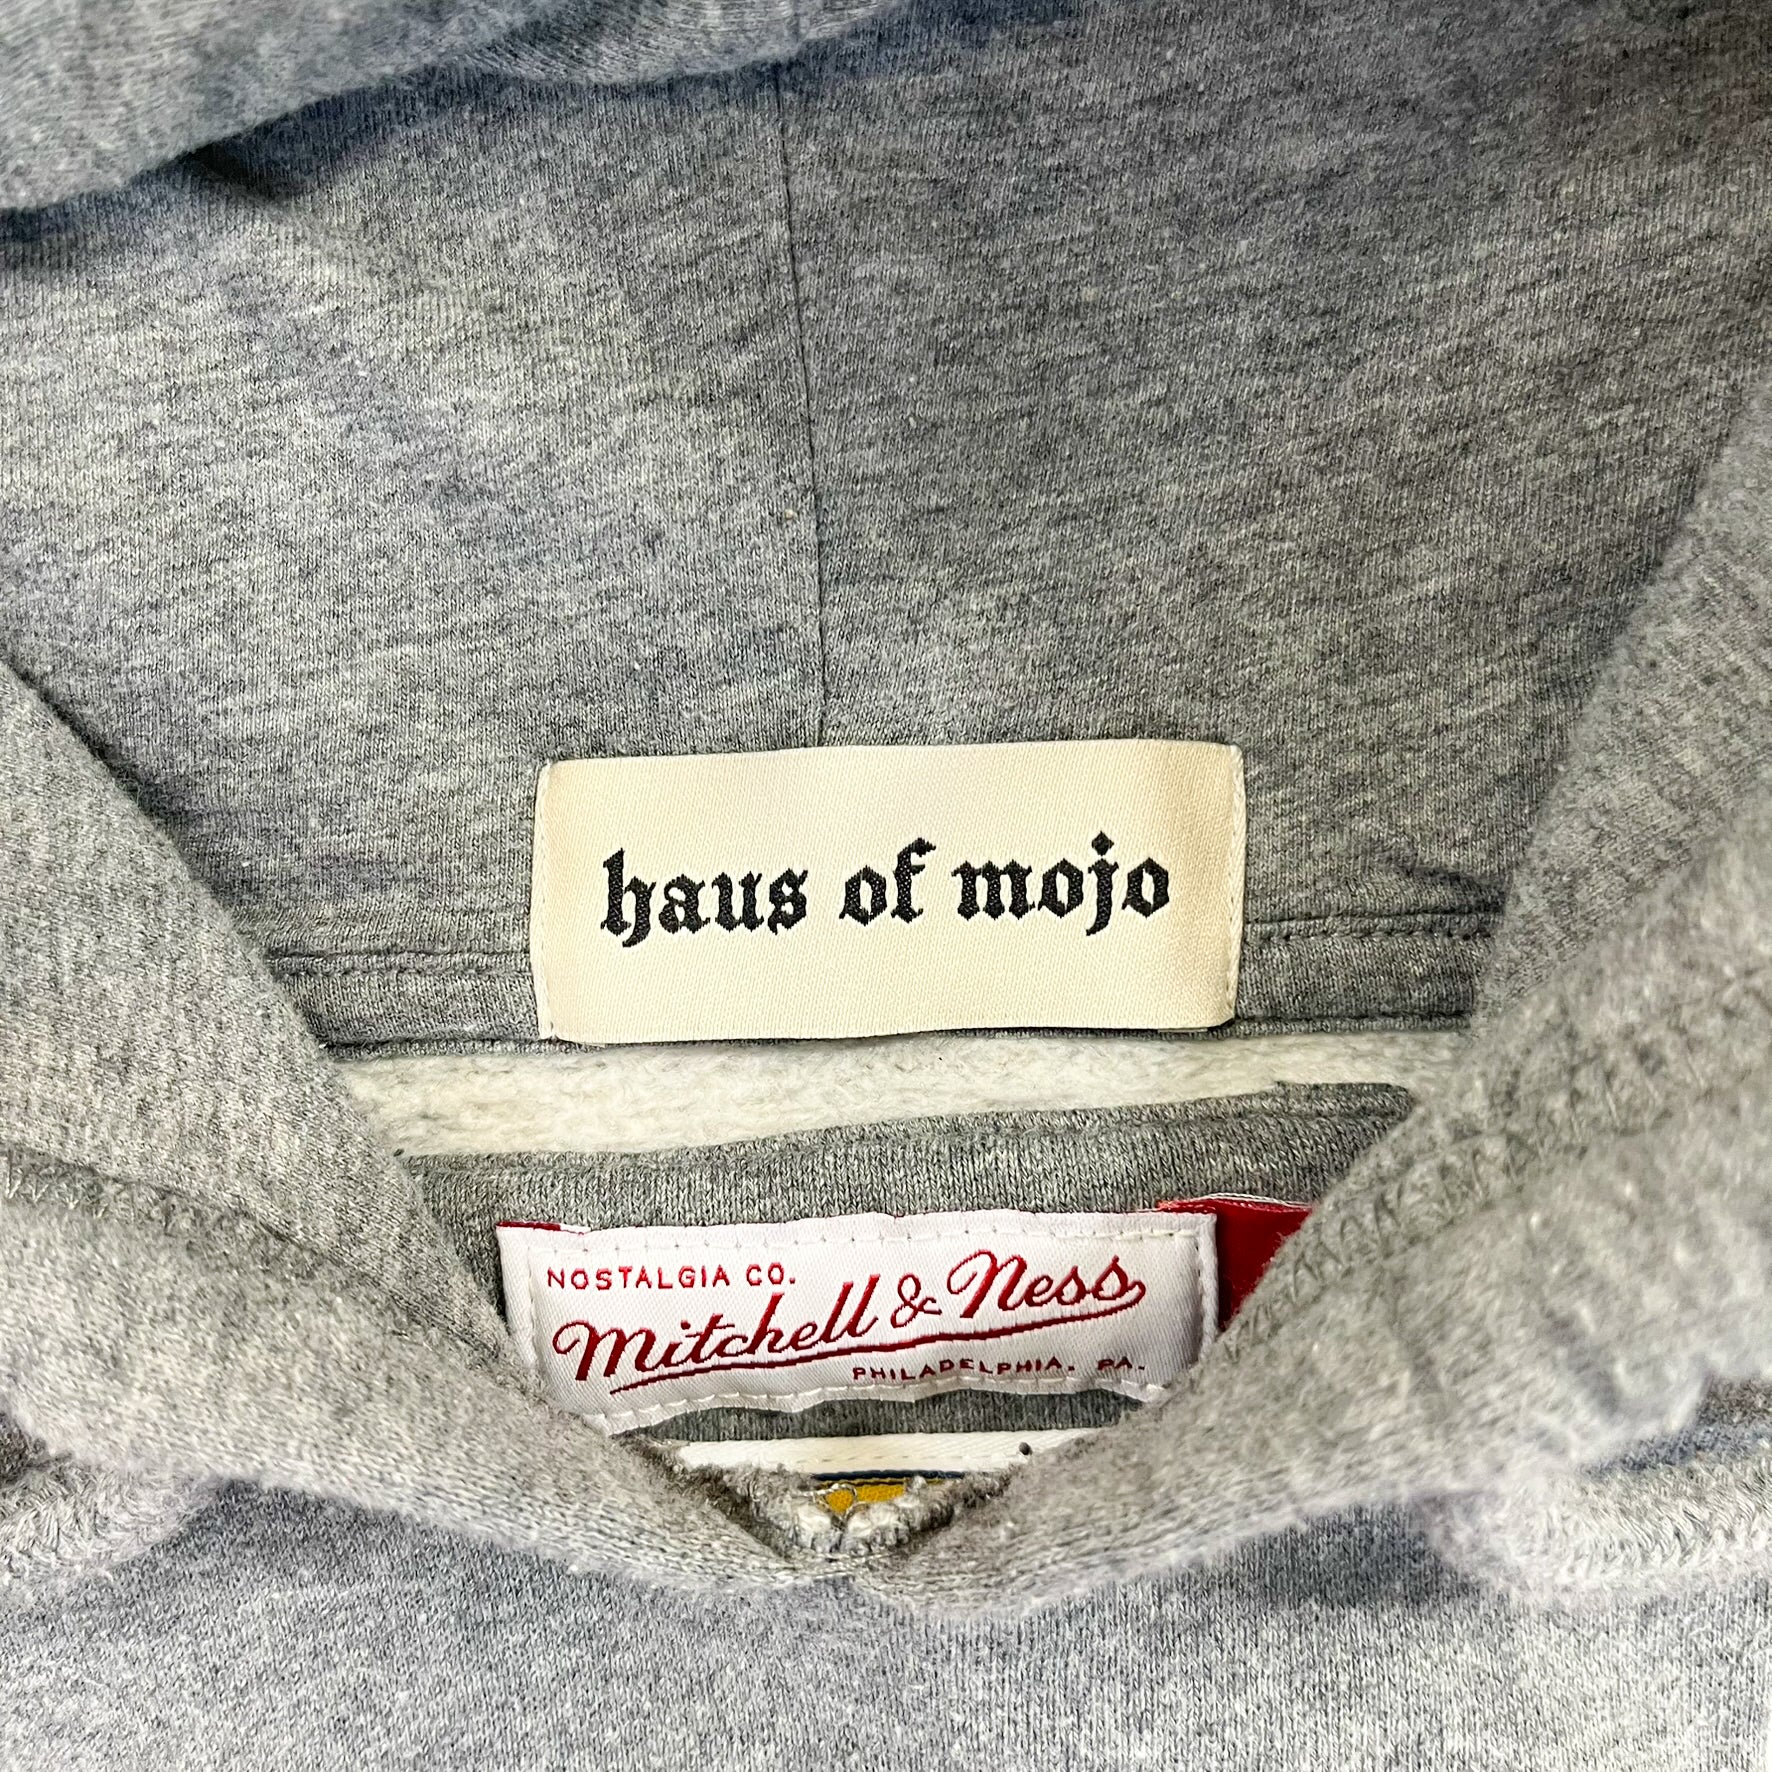 haus of mojo
NOSTALGIA CO.
Mitchell & Ness
PHILADELPHIA. PA.